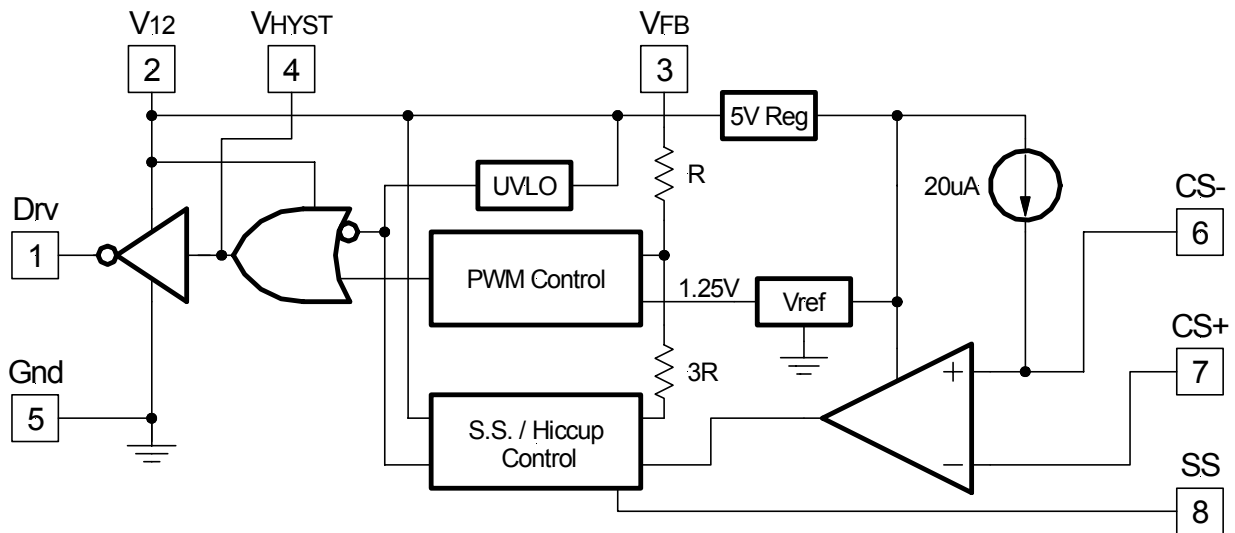 V12
VHYST
VFB
2
4
3
5V Reg
R
UVLO
20uA
CS-
6
Drv
1
PWM Control
1.25V
Vref
CS+
7
Gnd
5
3R
+
S.S. / Hiccup
Control
−
SS
8